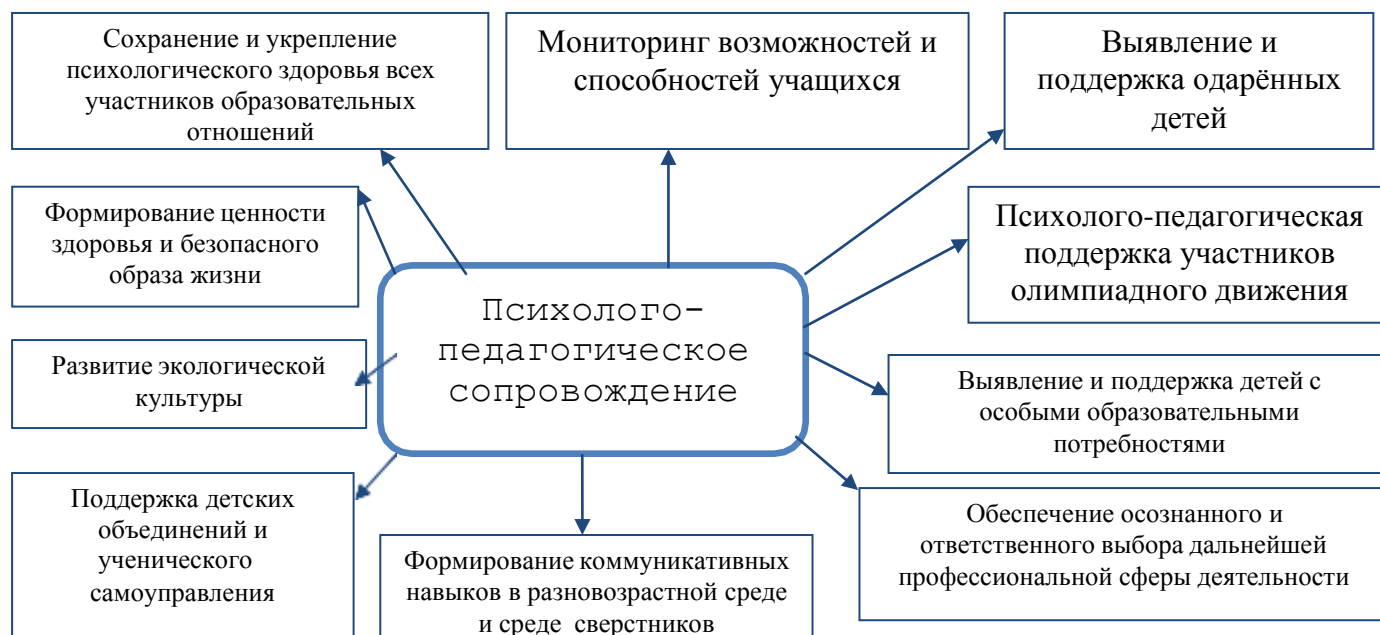 Сохранение и укрепление
психологического здоровья всех
участников образовательных
отношений
Мониторинг возможностей и
способностей учащихся
Выявление и
поддержка одарённых
детей
Формирование ценности
здоровья и безопасного
образа жизни
Психолого-педагогическая
поддержка участников
олимпиадного движения
Психолого-
педагогическое
сопровождение
Развитие экологической
культуры
Выявление и поддержка детей с
особыми образовательными
потребностями
Поддержка детских
объединений и
ученического
самоуправления
Формирование коммуникативных
навыков в разновозрастной среде
и среде сверстников
Обеспечение осознанного и
ответственного выбора дальнейшей
профессиональной сферы деятельности